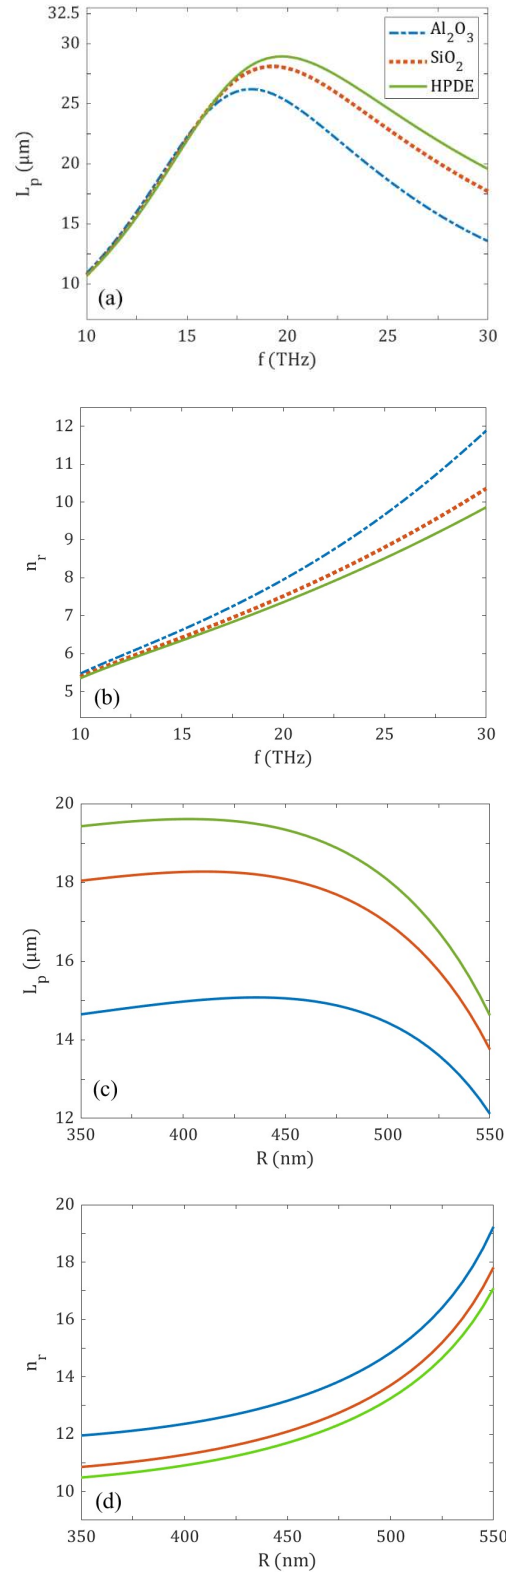 32.5
30
25
20
15
10
L_p (μm)
Al₂O₃
SiO₂
HPDE
(a)
10 15 20 25 30
f (THz)
12
11
10
9
8
7
6
5
n_r
(b)
10 15 20 25 30
f (THz)
20
18
16
14
12
L_p (μm)
(c)
350 400 450 500 550
R (nm)
20
18
16
14
12
10
n_r
(d)
350 400 450 500 550
R (nm)